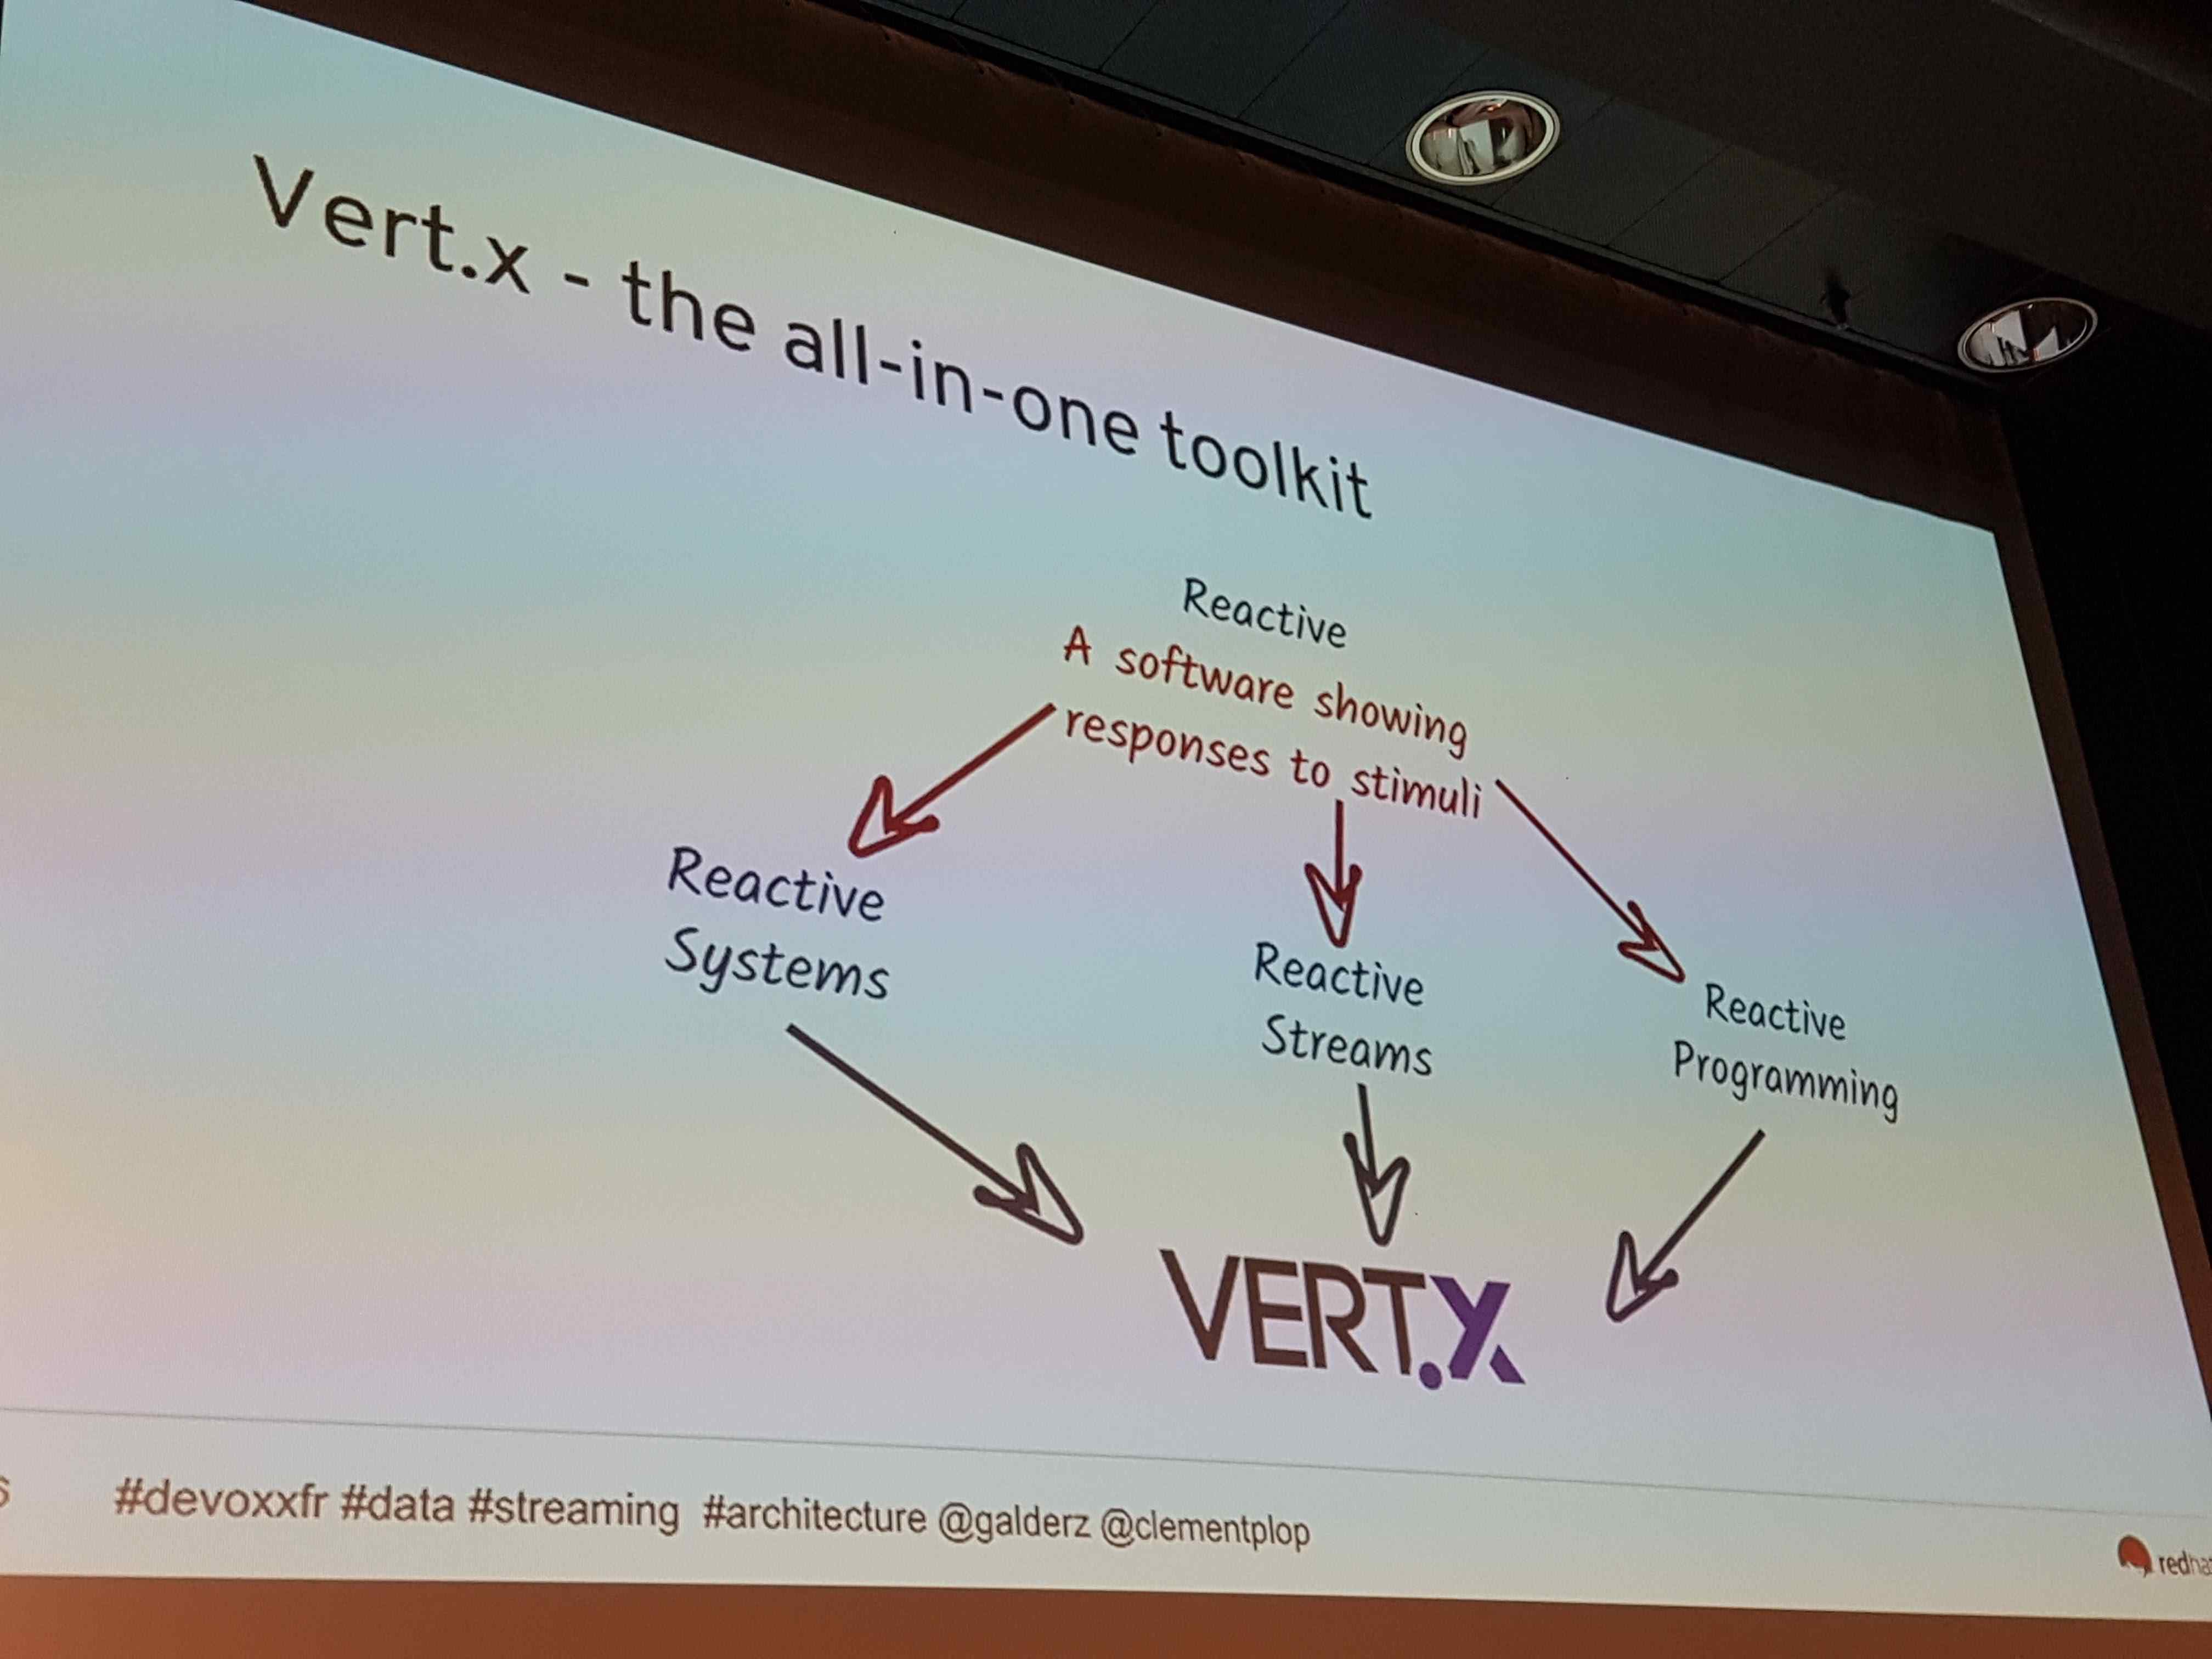 Vert.x - the all-in-one toolkit
Reactive
A software showing
responses to stimuli
Reactive
Systems
Reactive
Streams
Reactive
Programming
VERT.X
#devoxxfr #data #streaming #architecture @galderz @clementplop